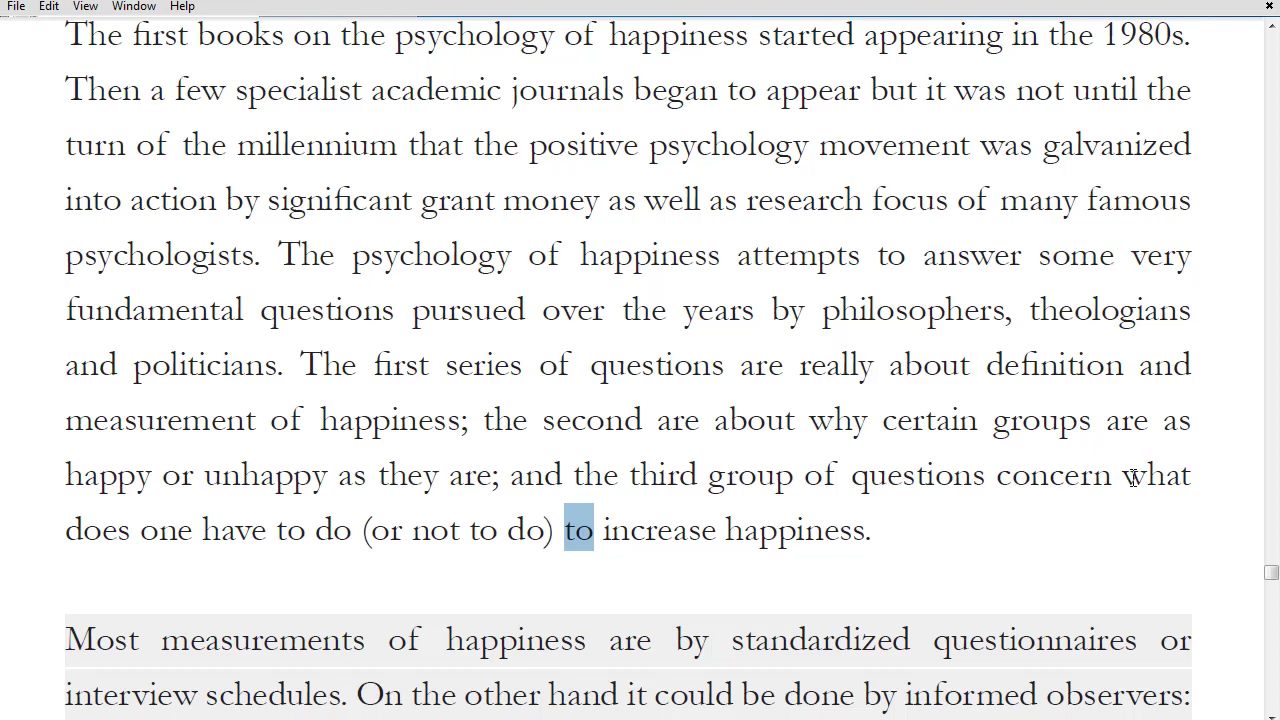 File Edit View Window Help
The first books on the psychology of happiness started appearing in the 1980s.
Then a few specialist academic journals began to appear but it was not until the
turn of the millennium that the positive psychology movement was galvanized
into action by significant grant money as well as research focus of many famous
psychologists. The psychology of happiness attempts to answer some very
fundamental questions pursued over the years by philosophers, theologians
and politicians. The first series of questions are really about definition and
measurement of happiness; the second are about why certain groups are as
happy or unhappy as they are; and the third group of questions concern what
does one have to do (or not to do) to increase happiness.
Most measurements of happiness are by standardized questionnaires or
interview schedules. On the other hand it could be done by informed observers: